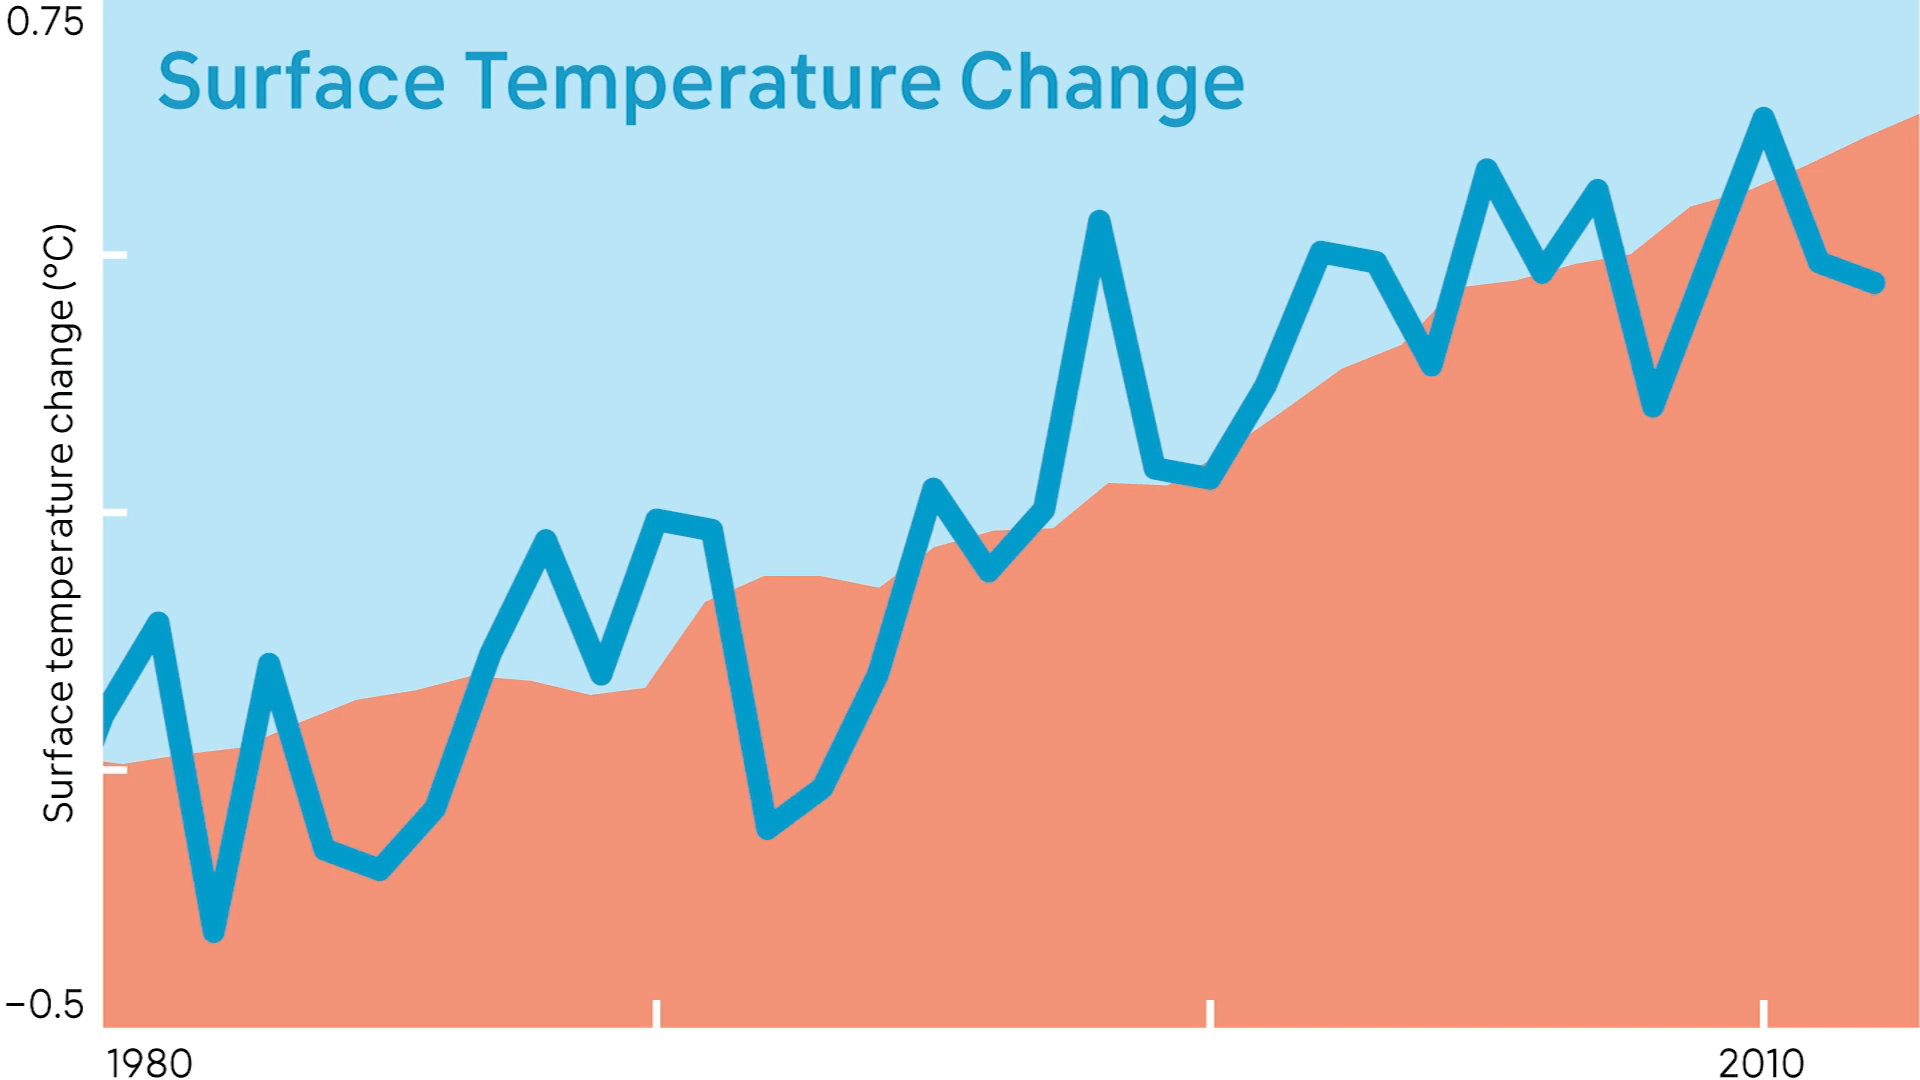 0.75
Surface Temperature Change
Surface temperature change (°C)
−0.5
1980
2010